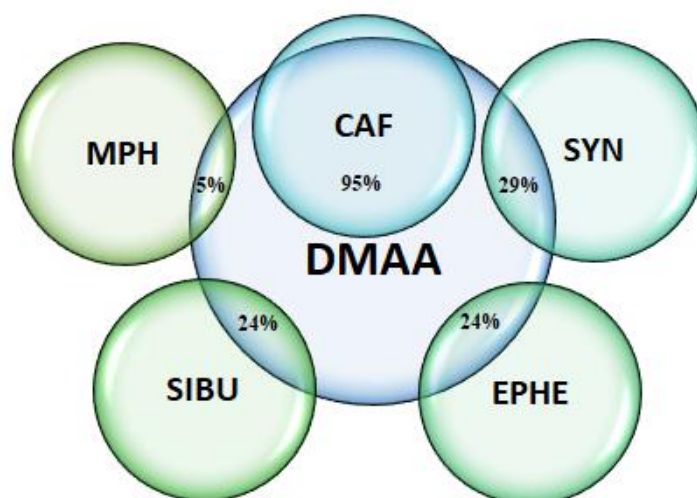 CAF
MPH
SYN
5%
95%
29%
DMAA
24%
24%
SIBU
EPHE